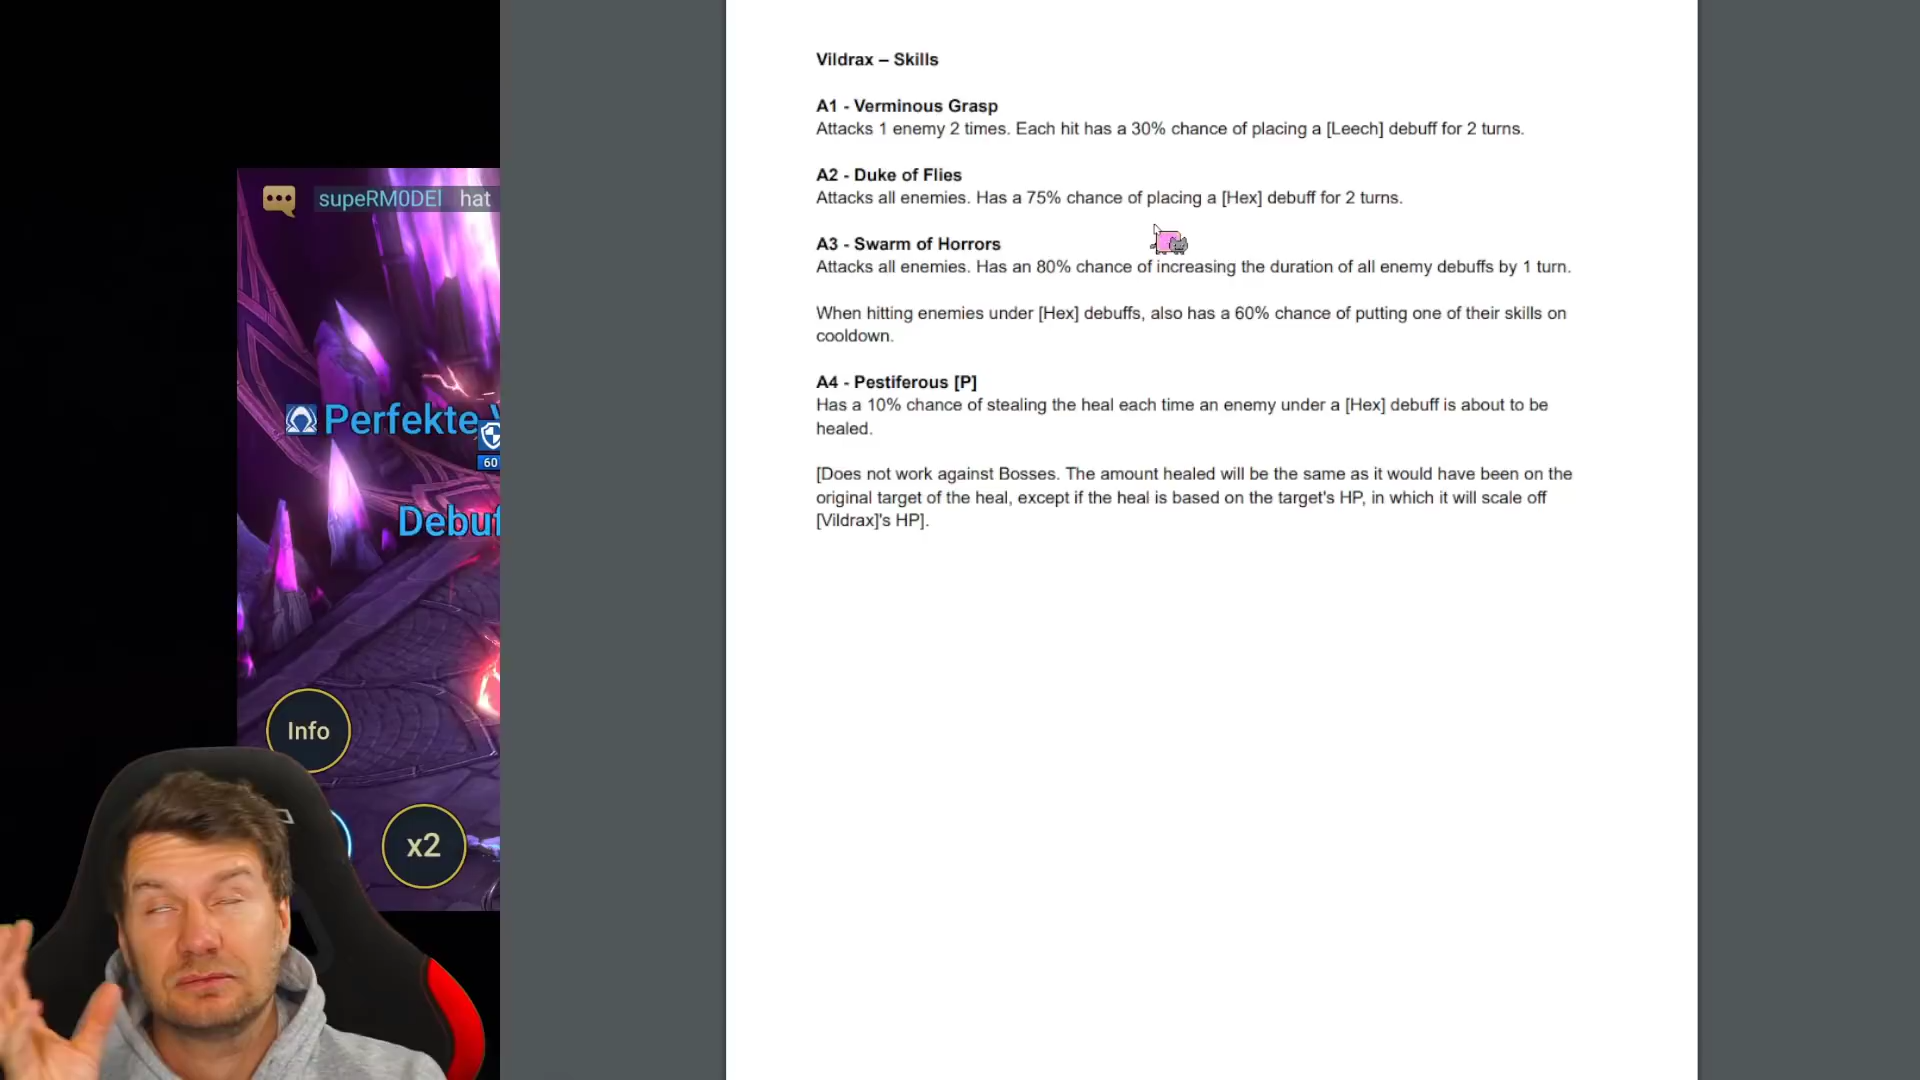 Vildrax – Skills
A1 - Verminous Grasp
Attacks 1 enemy 2 times. Each hit has a 30% chance of placing a [Leech] debuff for 2 turns.
A2 - Duke of Flies
Attacks all enemies. Has a 75% chance of placing a [Hex] debuff for 2 turns.
A3 - Swarm of Horrors
Attacks all enemies. Has an 80% chance of increasing the duration of all enemy debuffs by 1 turn.
When hitting enemies under [Hex] debuffs, also has a 60% chance of putting one of their skills on
cooldown.
A4 - Pestiferous [P]
Has a 10% chance of stealing the heal each time an enemy under a [Hex] debuff is about to be
healed.
[Does not work against Bosses. The amount healed will be the same as it would have been on the
original target of the heal, except if the heal is based on the target's HP, in which it will scale off
[Vildrax]'s HP].
supeRM0DEl hat
Perfekte
60
Debuf
Info
x2